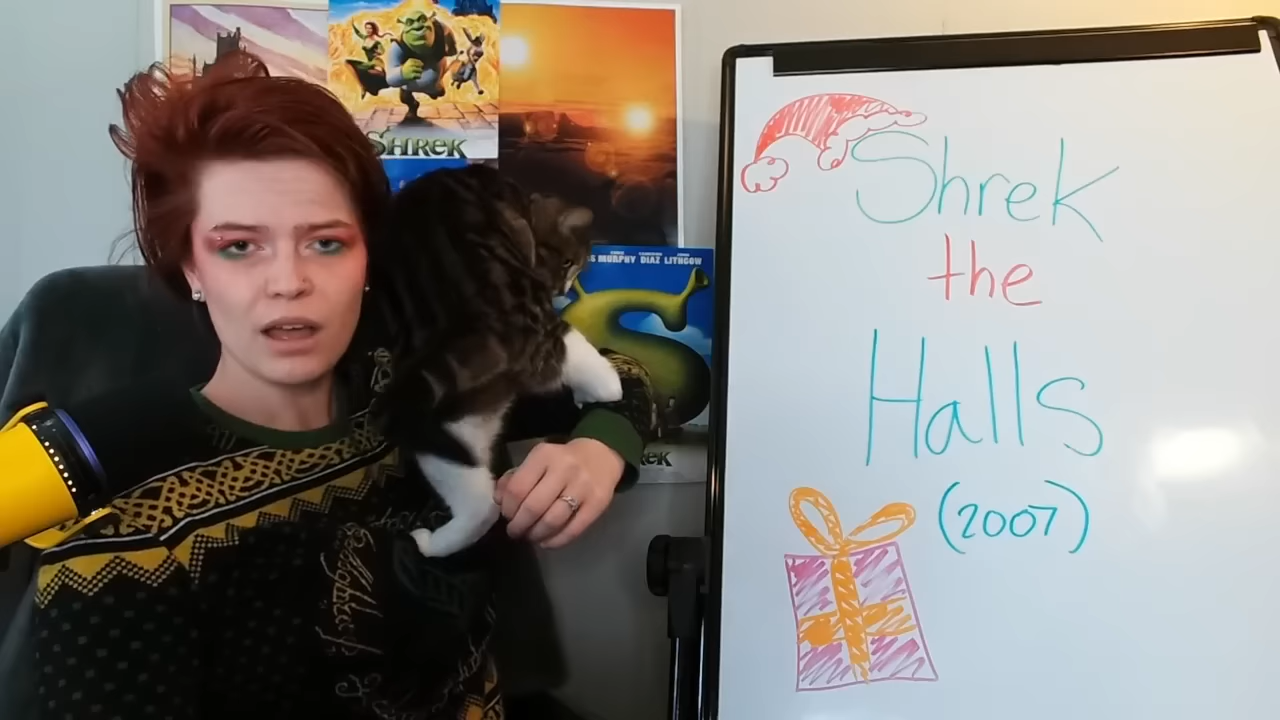 SHREK
MURPHY DIAZ LITHGOW
Shrek
the
Halls
(2007)